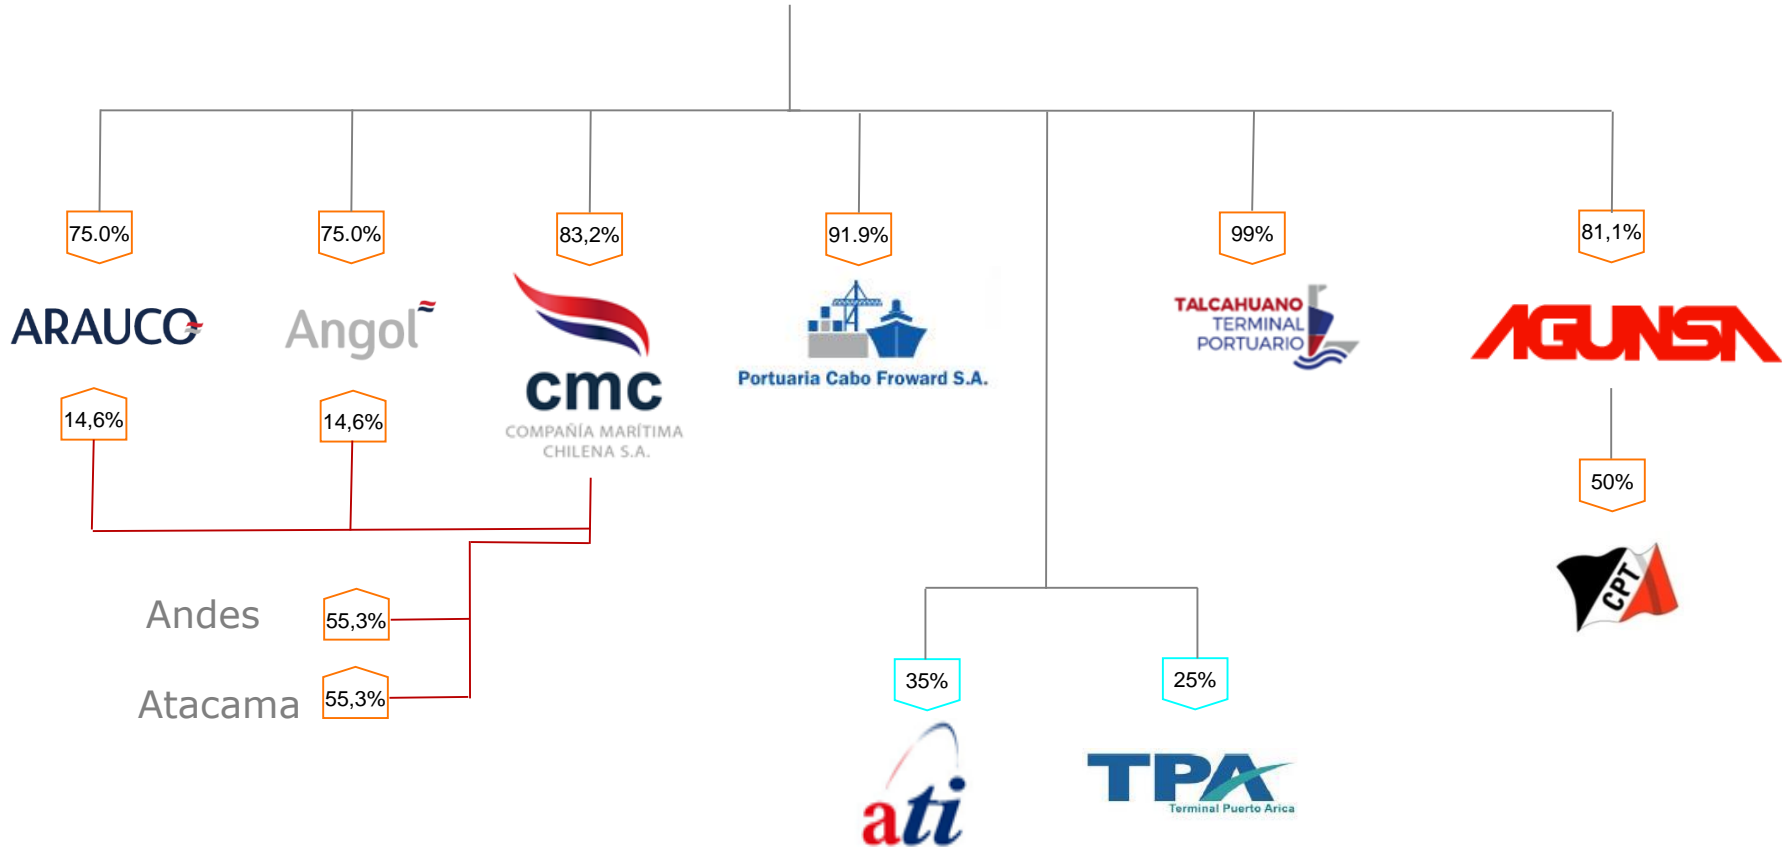 75.0%
75.0%
83,2%
91.9%
99%
81,1%
ARAUCO
Angol
cmc
COMPAÑÍA MARÍTIMA
CHILENA S.A.
Portuaria Cabo Froward S.A.
TALCAHUANO
TERMINAL
PORTUARIO
AGUNSA
14,6%
14,6%
50%
CPT
Andes
55,3%
Atacama
55,3%
35%
25%
ati
TPA
Terminal Puerto Arica